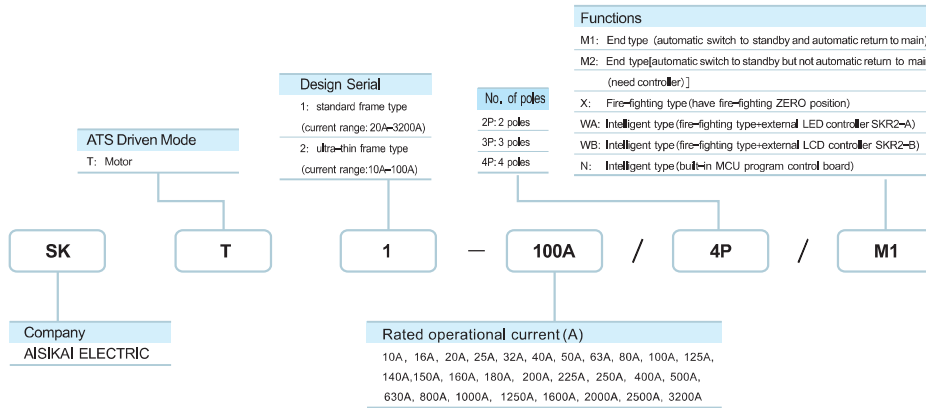 Functions
M1: End type (automatic switch to standby and automatic return to main)
M2: End type[automatic switch to standby but not automatic return to main
(need controller)]
X: Fire-fighting type (have fire-fighting ZERO position)
WA: Intelligent type (fire-fighting type+external LED controller SKR2-A)
WB: Intelligent type (fire-fighting type+external LCD controller SKR2-B)
N: Intelligent type (built-in MCU program control board)
Design Serial
1: standard frame type
(current range: 20A-3200A)
2: ultra-thin frame type
(current range:10A-100A)
No. of poles
2P: 2 poles
3P: 3 poles
4P: 4 poles
ATS Driven Mode
T: Motor
SK T 1 — 100A / 4P / M1
Company
AISIKAI ELECTRIC
Rated operational current (A)
10A, 16A, 20A, 25A, 32A, 40A, 50A, 63A, 80A, 100A, 125A,
140A,150A, 160A, 180A, 200A, 225A, 250A, 400A, 500A,
630A, 800A, 1000A, 1250A, 1600A, 2000A, 2500A, 3200A